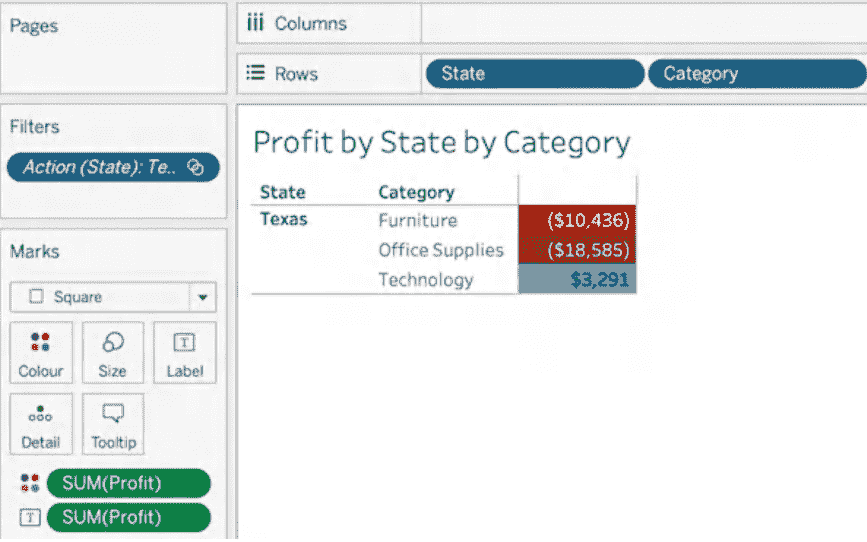 Pages
Columns
Rows
State
Category
Filters
Action (State): Te..
Profit by State by Category
State Category
Texas Furniture ($10,436)
Office Supplies ($18,585)
Technology $3,291
Marks
Square
Colour Size Label
T
Detail Tooltip
SUM(Profit)
T SUM(Profit)